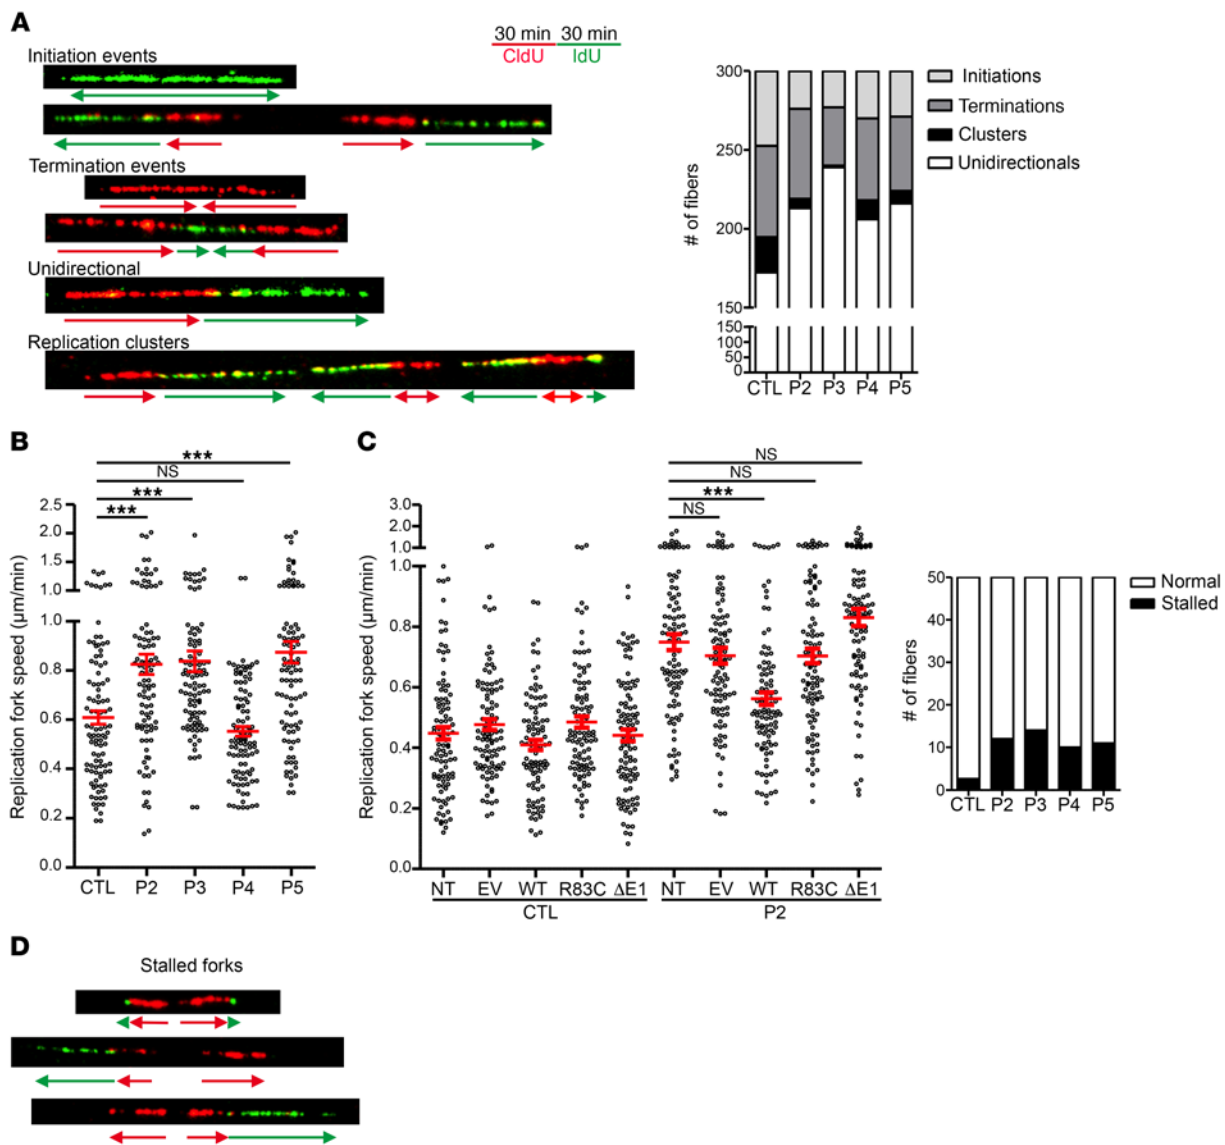 A
30 min 30 min
CldU IdU
Initiation events
Termination events
Unidirectional
Replication clusters
# of fibers
300
250
200
150
150
100
50
0
CTL P2 P3 P4 P5
Initiations
Terminations
Clusters
Unidirectionals
B
***
NS
***
***
Replication fork speed (µm/min)
2.5
2.0
1.5
1.0
1.0
0.8
0.6
0.4
0.2
0.0
CTL P2 P3 P4 P5
C
NS
NS
***
NS
Replication fork speed (µm/min)
3.0
2.0
1.0
1.0
0.8
0.6
0.4
0.2
0.0
NT EV WT R83C ΔE1 NT EV WT R83C ΔE1
CTL P2
# of fibers
50
40
30
20
10
0
CTL P2 P3 P4 P5
Normal
Stalled
D
Stalled forks